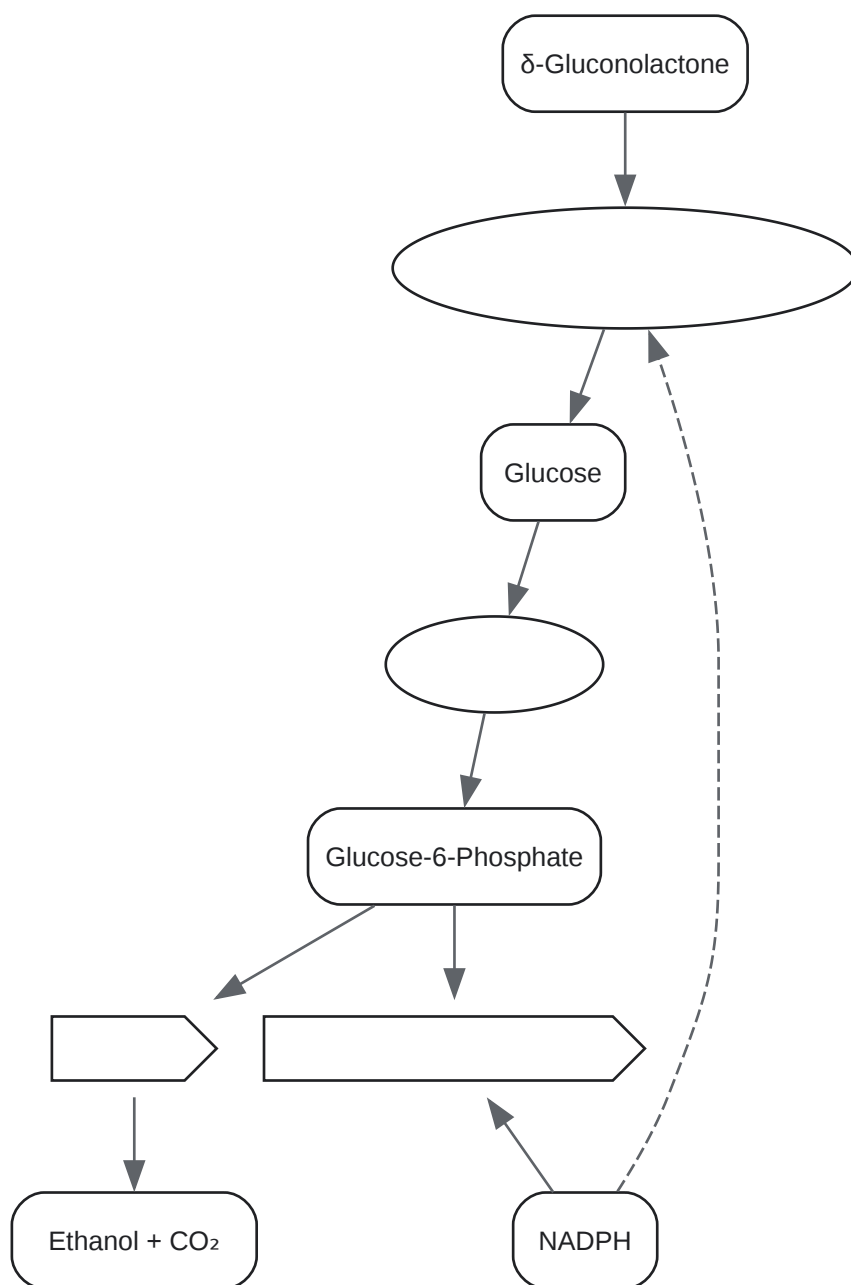 δ-Gluconolactone
Glucose
Glucose-6-Phosphate
Ethanol + CO₂
NADPH